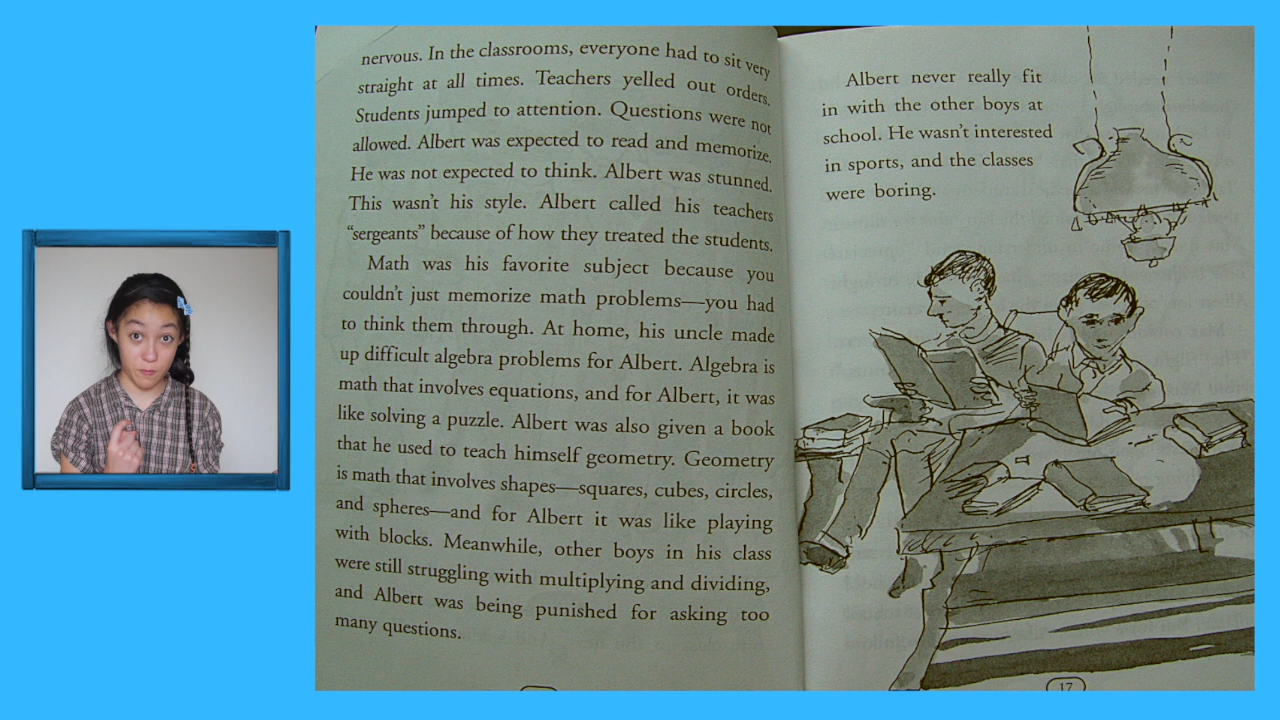 nervous. In the classrooms, everyone had to sit very
straight at all times. Teachers yelled out orders.
Students jumped to attention. Questions were not
allowed. Albert was expected to read and memorize.
He was not expected to think. Albert was stunned.
This wasn't his style. Albert called his teachers
“sergeants” because of how they treated the students.
Math was his favorite subject because you
couldn't just memorize math problems—you had
to think them through. At home, his uncle made
up difficult algebra problems for Albert. Algebra is
math that involves equations, and for Albert, it was
like solving a puzzle. Albert was also given a book
that he used to teach himself geometry. Geometry
is math that involves shapes—squares, cubes, circles,
and spheres—and for Albert it was like playing
with blocks. Meanwhile, other boys in his class
were still struggling with multiplying and dividing,
and Albert was being punished for asking too
many questions.
Albert never really fit
in with the other boys at
school. He wasn't interested
in sports, and the classes
were boring.
17